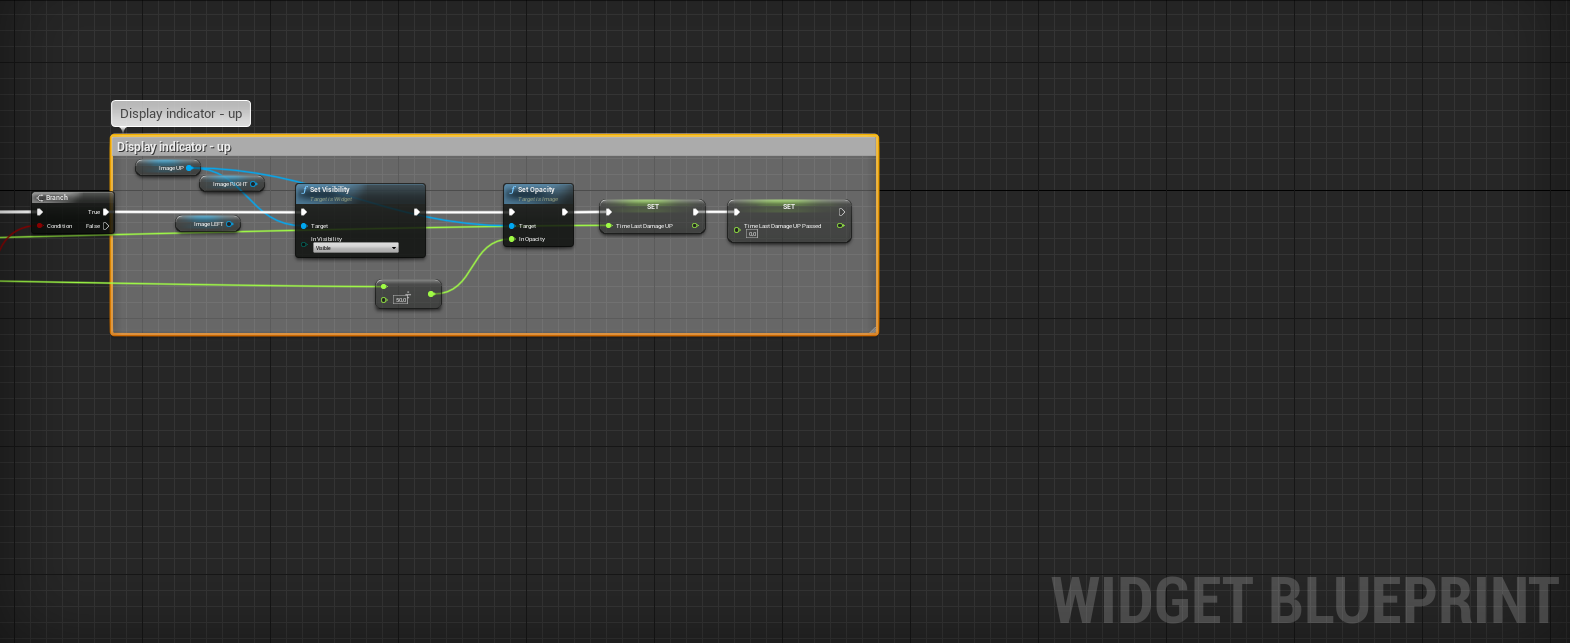 Display indicator - up
Display indicator - up
Image UP
Image RIGHT
Image LEFT
Branch
True
Condition
False
Set Visibility
Target is Widget
Target
In Visibility
Visible
Set Opacity
Target is Image
Target
In Opacity
SET
Time Last Damage UP
SET
Time Last Damage UP Passed
0.0
÷
50.0
WIDGET BLUEPRINT